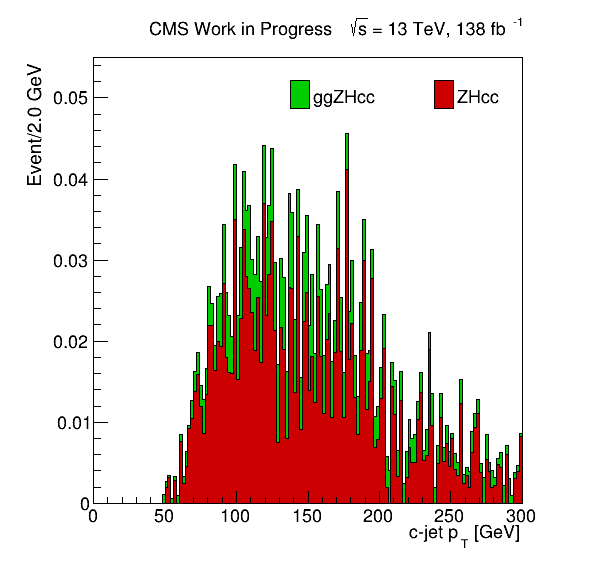 CMS Work in Progress √s = 13 TeV, 138 fb⁻¹
Event/2.0 GeV
ggZHcc ZHcc
0.05
0.04
0.03
0.02
0.01
0
0 50 100 150 200 250 300
c-jet p_T [GeV]